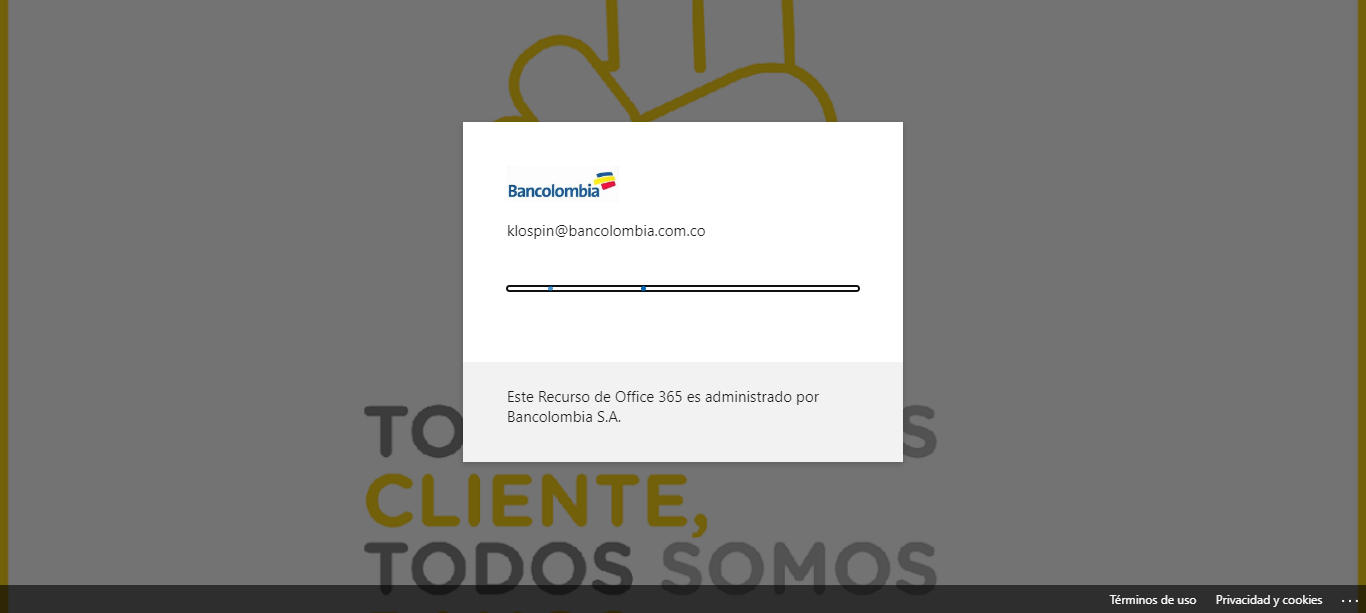 Bancolombia
klospin@bancolombia.com.co
Este Recurso de Office 365 es administrado por
Bancolombia S.A.
TO S
CLIENTE,
TODOS SOMOS
Términos de uso Privacidad y cookies ...